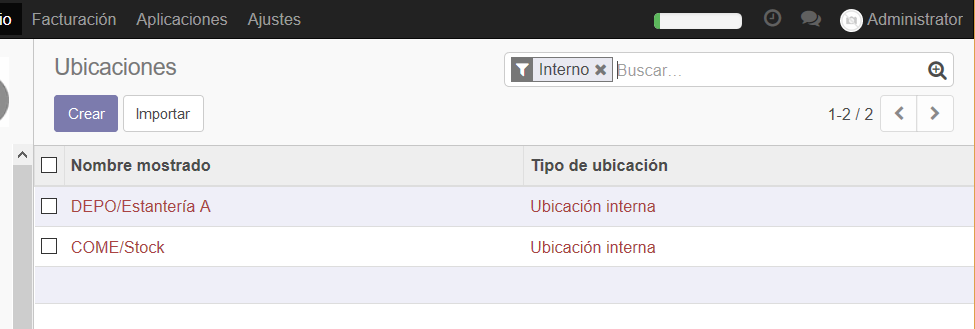 io Facturación Aplicaciones Ajustes Administrator
Ubicaciones
Interno Buscar...
Crear Importar
1-2 / 2
Nombre mostrado Tipo de ubicación
DEPO/Estantería A Ubicación interna
COME/Stock Ubicación interna